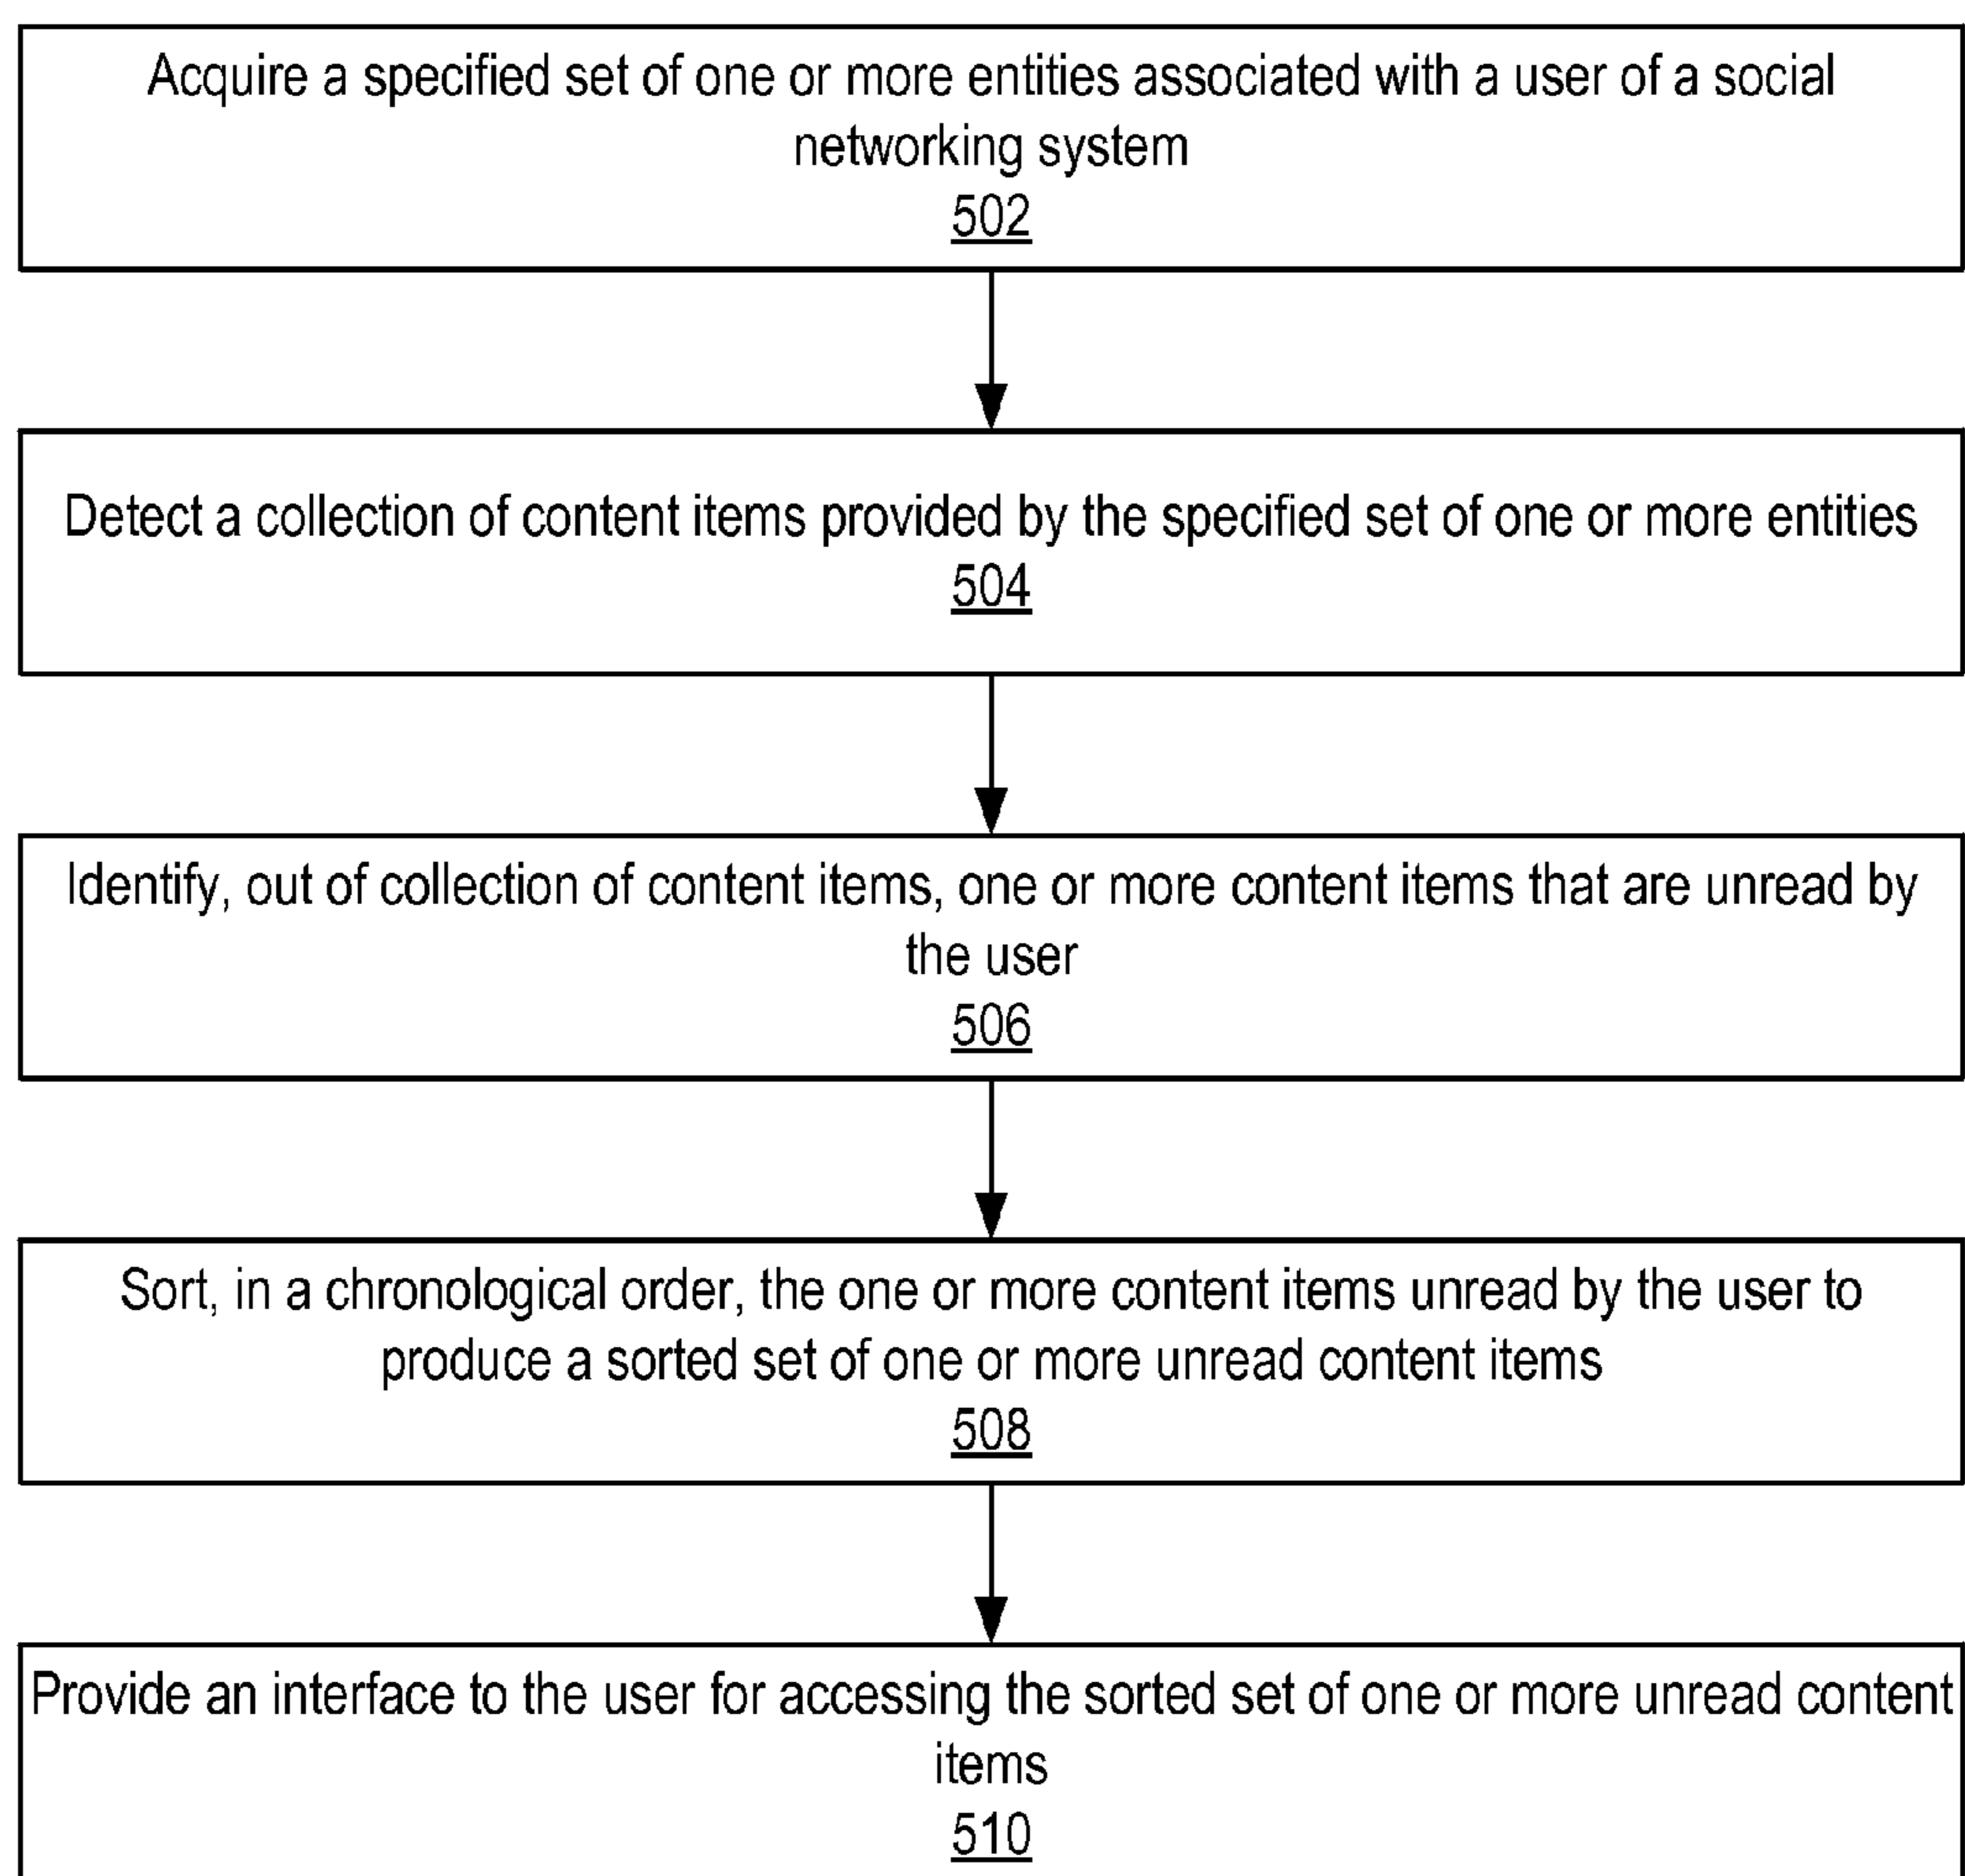 Acquire a specified set of one or more entities associated with a user of a social
networking system
502
Detect a collection of content items provided by the specified set of one or more entities
504
Identify, out of collection of content items, one or more content items that are unread by
the user
506
Sort, in a chronological order, the one or more content items unread by the user to
produce a sorted set of one or more unread content items
508
Provide an interface to the user for accessing the sorted set of one or more unread content
items
510